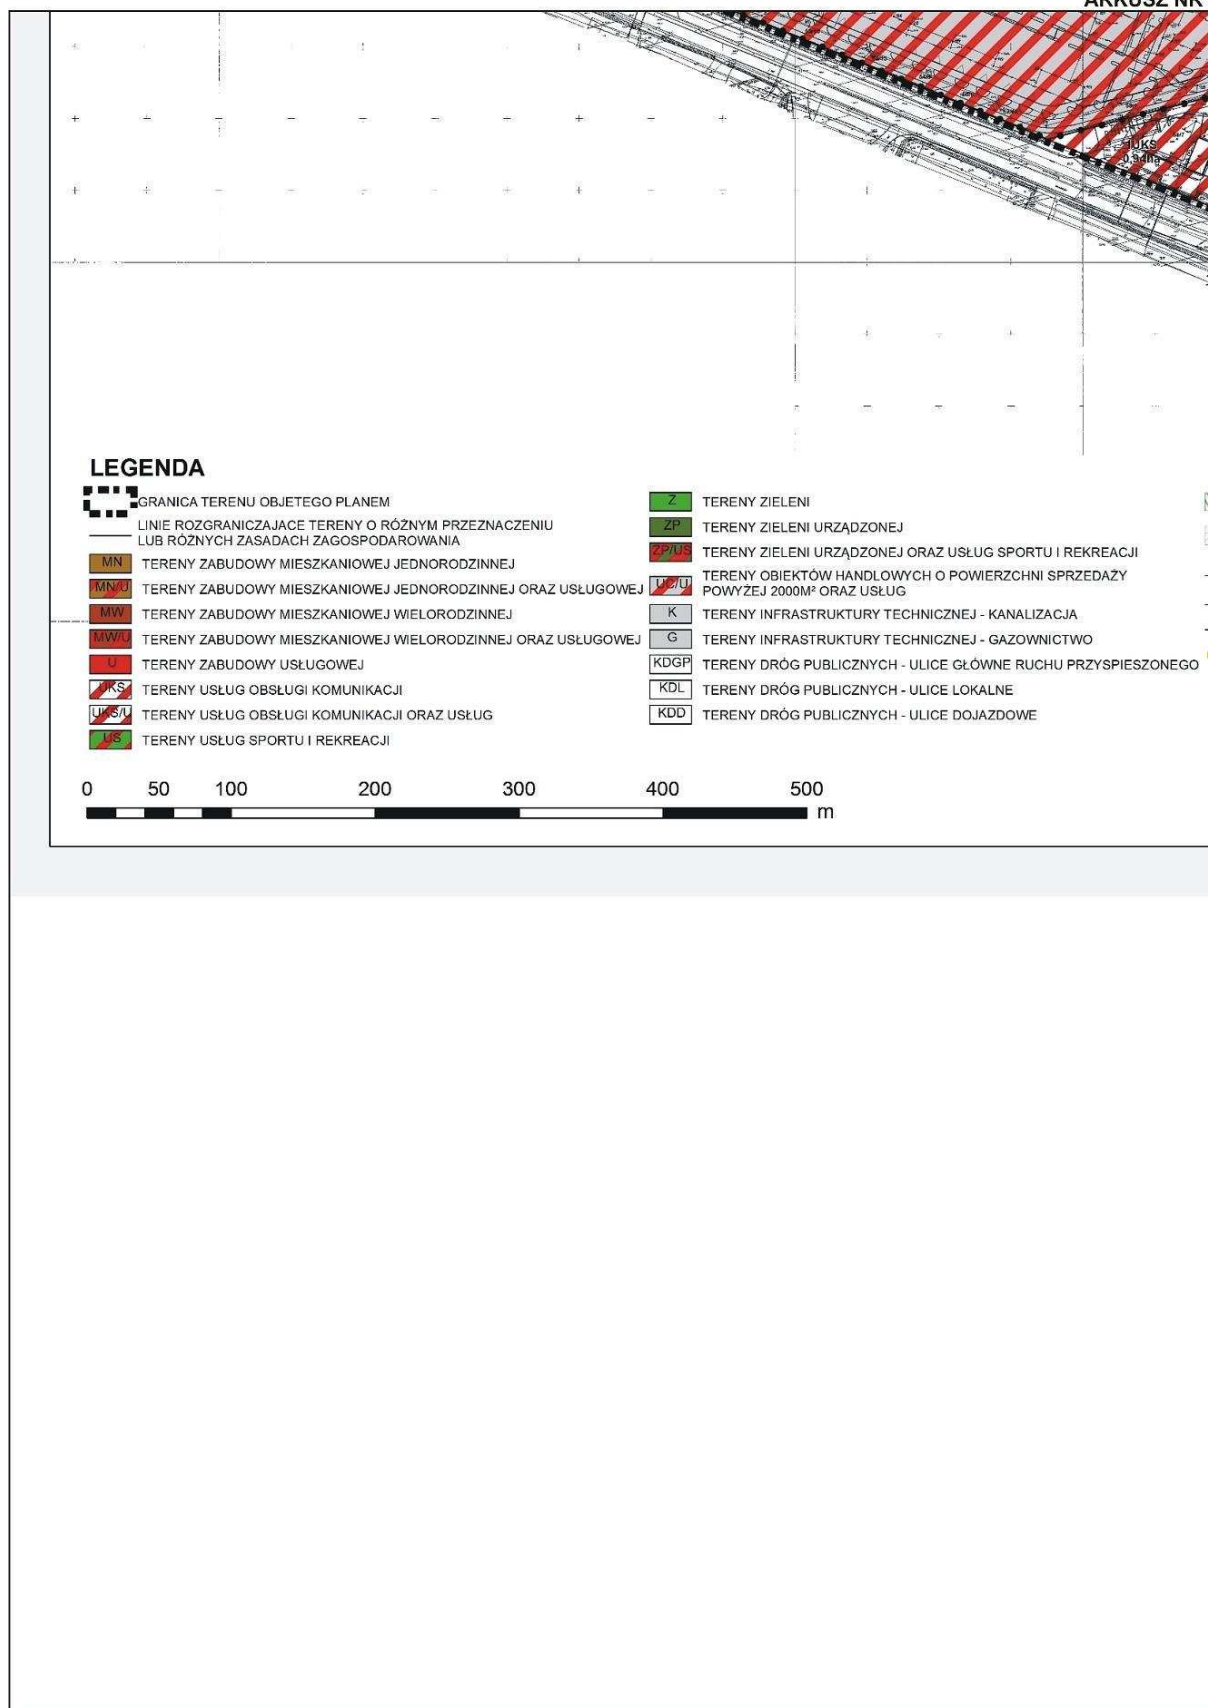 ARKUSZ NR
1UKS
0.94ha
LEGENDA
GRANICA TERENU OBJETEGO PLANEM
LINIE ROZGRANICZAJACE TERENY O RÓŻNYM PRZEZNACZENIU
LUB RÓŻNYCH ZASADACH ZAGOSPODAROWANIA
MN TERENY ZABUDOWY MIESZKANIOWEJ JEDNORODZINNEJ
MN/U TERENY ZABUDOWY MIESZKANIOWEJ JEDNORODZINNEJ ORAZ USŁUGOWEJ
MW TERENY ZABUDOWY MIESZKANIOWEJ WIELORODZINNEJ
MW/U TERENY ZABUDOWY MIESZKANIOWEJ WIELORODZINNEJ ORAZ USŁUGOWEJ
U TERENY ZABUDOWY USŁUGOWEJ
UKS TERENY USŁUG OBSŁUGI KOMUNIKACJI
UKS/U TERENY USŁUG OBSŁUGI KOMUNIKACJI ORAZ USŁUG
US TERENY USŁUG SPORTU I REKREACJI
Z TERENY ZIELENI
ZP TERENY ZIELENI URZĄDZONEJ
ZP/US TERENY ZIELENI URZĄDZONEJ ORAZ USŁUG SPORTU I REKREACJI
UC/U TERENY OBIEKTÓW HANDLOWYCH O POWIERZCHNI SPRZEDAŻY
POWYŻEJ 2000M² ORAZ USŁUG
K TERENY INFRASTRUKTURY TECHNICZNEJ - KANALIZACJA
G TERENY INFRASTRUKTURY TECHNICZNEJ - GAZOWNICTWO
KDGP TERENY DRÓG PUBLICZNYCH - ULICE GŁÓWNE RUCHU PRZYSPIESZONEGO
KDL TERENY DRÓG PUBLICZNYCH - ULICE LOKALNE
KDD TERENY DRÓG PUBLICZNYCH - ULICE DOJAZDOWE
0 50 100 200 300 400 500
m